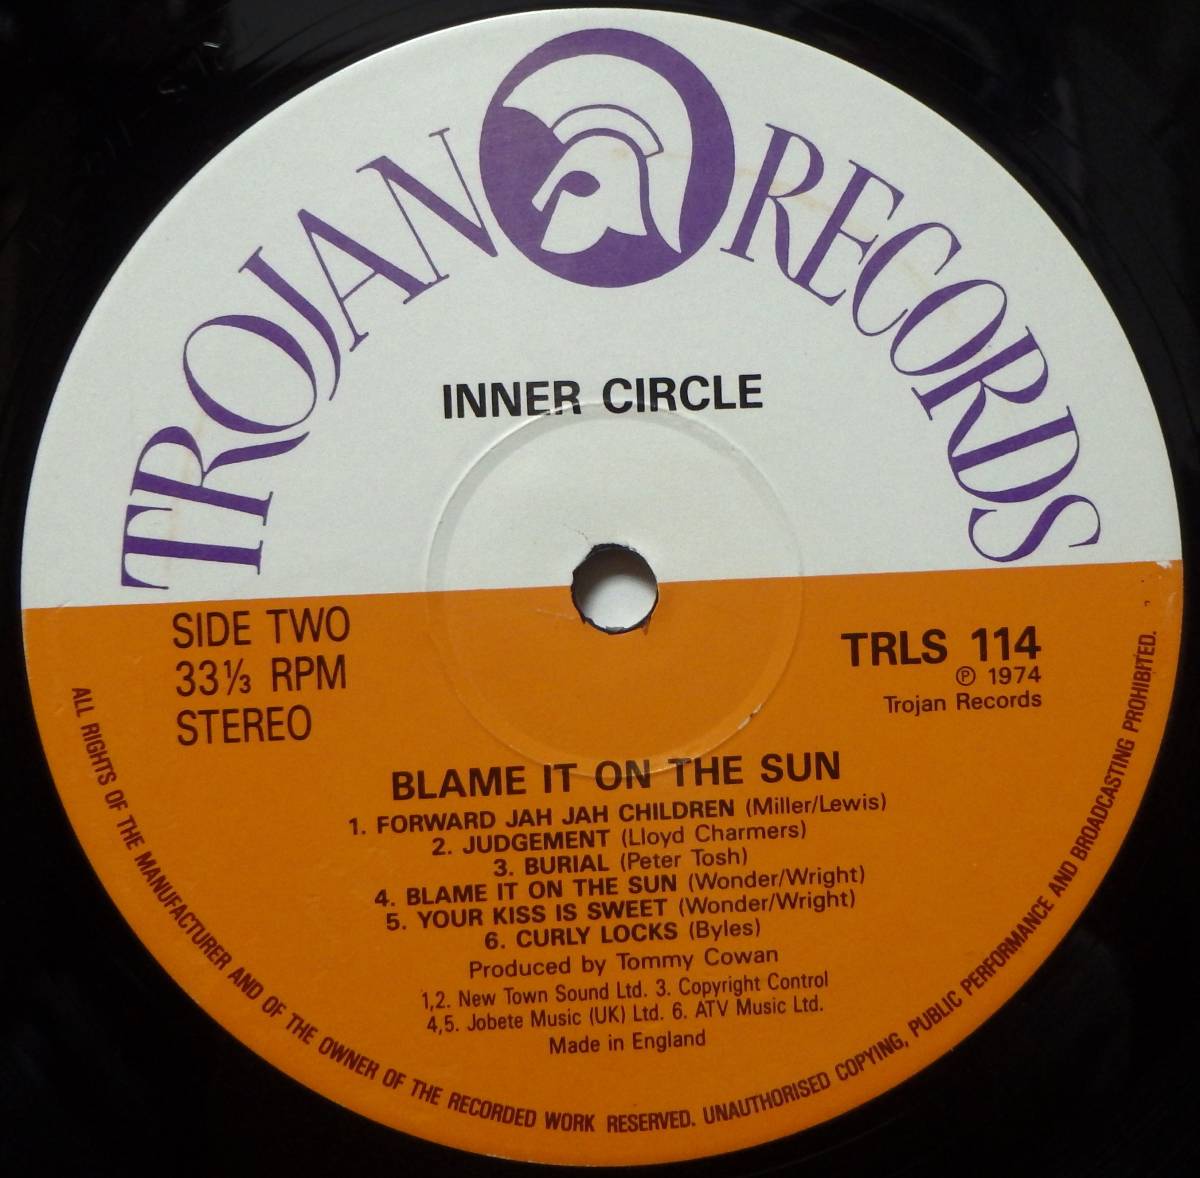 TROJAN RECORDS
INNER CIRCLE
SIDE TWO
33⅓ RPM
STEREO
TRLS 114
℗ 1974
Trojan Records
BLAME IT ON THE SUN
1. FORWARD JAH JAH CHILDREN (Miller/Lewis)
2. JUDGEMENT (Lloyd Charmers)
3. BURIAL (Peter Tosh)
4. BLAME IT ON THE SUN (Wonder/Wright)
5. YOUR KISS IS SWEET (Wonder/Wright)
6. CURLY LOCKS (Byles)
Produced by Tommy Cowan
1,2. New Town Sound Ltd. 3. Copyright Control
4,5. Jobete Music (UK) Ltd. 6. ATV Music Ltd.
Made in England
ALL RIGHTS OF THE MANUFACTURER AND OF THE OWNER OF THE RECORDED WORK RESERVED. UNAUTHORISED COPYING, PUBLIC PERFORMANCE AND BROADCASTING PROHIBITED.